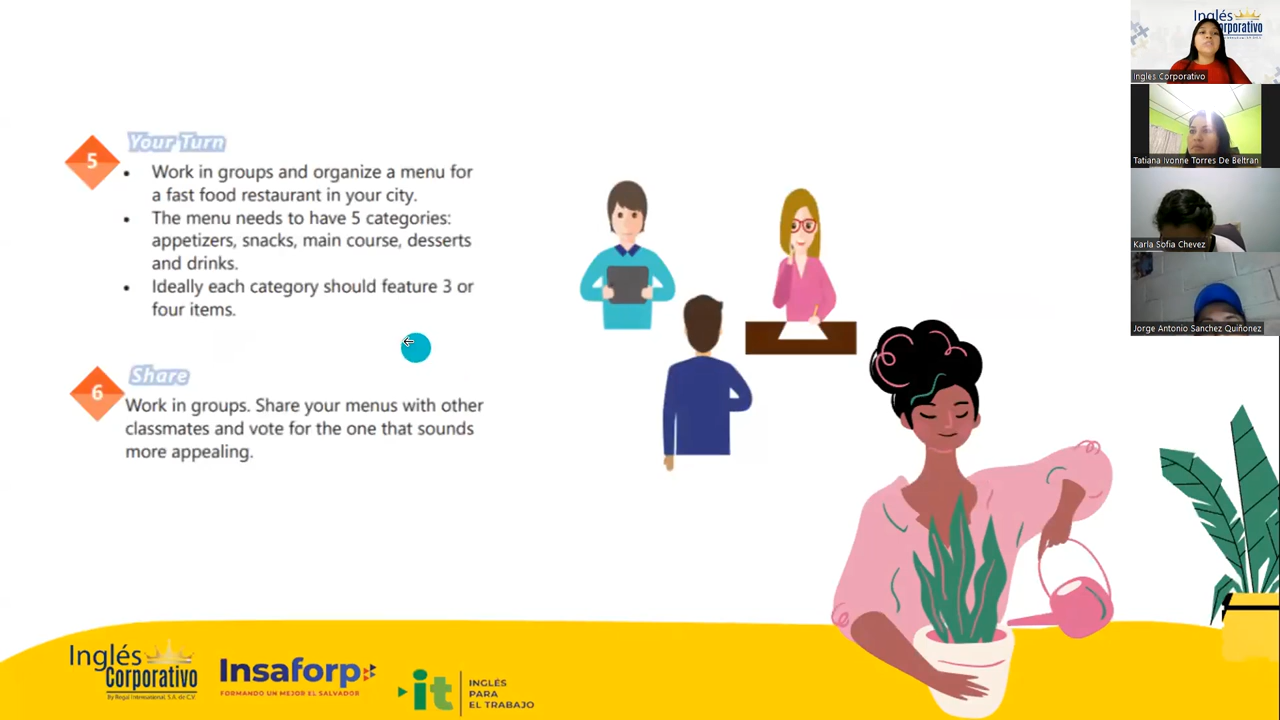 5
Your Turn
• Work in groups and organize a menu for
a fast food restaurant in your city.
• The menu needs to have 5 categories:
appetizers, snacks, main course, desserts
and drinks.
• Ideally each category should feature 3 or
four items.
6
Share
Work in groups. Share your menus with other
classmates and vote for the one that sounds
more appealing.
Inglés
Corporativo
By Regal International, S.A. de C.V.
Insaforp
FORMANDO UN MEJOR EL SALVADOR
it
INGLÉS
PARA
EL TRABAJO
Inglés
Corporativo
Ingles Corporativo
Tatiana Ivonne Torres De Beltran
Karla Sofia Chevez
Jorge Antonio Sanchez Quiñonez